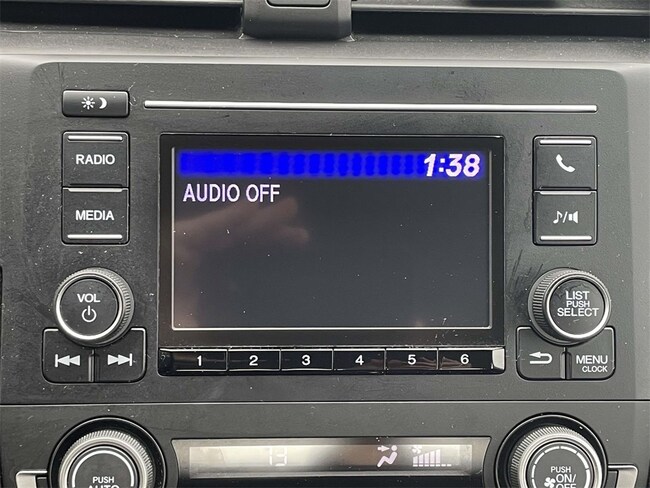 RADIO
1:38
AUDIO OFF
MEDIA
VOL
LIST
PUSH
SELECT
1 2 3 4 5 6
MENU
CLOCK
PUSH
AUTO
PUSH
ON/
OFF